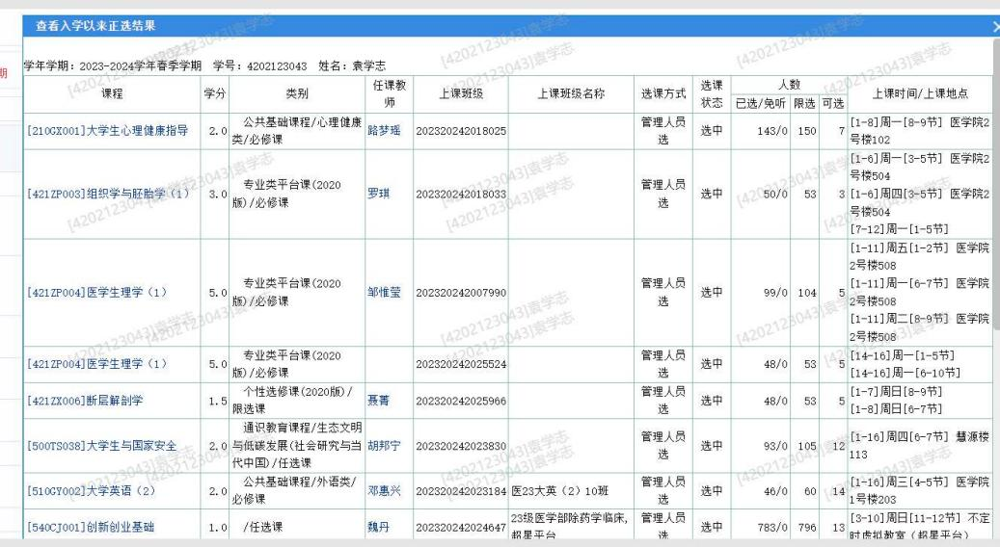 查看入学以来正选结果
期
学年学期：2023-2024学年春季学期 学号：4202123043 姓名：袁学志
课程 学分 类别 任课教师 上课班级 上课班级名称 选课方式 选课状态 人数 已选/免听 限选 可选 上课时间/上课地点
[210GX001]大学生心理健康指导 2.0 公共基础课程/心理健康类/必修课 路梦瑶 202320242018025 管理人员选 选中 143/0 150 7 [1-8]周一[8-9节] 医学院2号楼102
[421ZP003]组织学与胚胎学（1） 3.0 专业类平台课(2020版)/必修课 罗琪 202320242018033 管理人员选 选中 50/0 53 3 [1-6]周一[3-5节] 医学院2号楼504
[1-6]周四[3-5节] 医学院2号楼504
[7-12]周一[1-5节]
[421ZP004]医学生理学（1） 5.0 专业类平台课(2020版)/必修课 邹惟莹 202320242007990 管理人员选 选中 99/0 104 5 [1-11]周五[1-2节] 医学院2号楼508
[1-11]周一[6-7节] 医学院2号楼508
[1-11]周二[8-9节] 医学院2号楼508
[421ZP004]医学生理学（1） 5.0 专业类平台课(2020版)/必修课 202320242025524 管理人员选 选中 48/0 53 5 [14-16]周一[1-5节]
[14-16]周一[6-10节]
[421ZX006]断层解剖学 1.5 个性选修课(2020版)/限选课 聂菁 202320242025966 管理人员选 选中 48/0 53 5 [1-7]周日[8-9节]
[1-8]周日[6-7节]
[500TS038]大学生与国家安全 2.0 通识教育课程/生态文明与低碳发展(社会研究与当代中国)/任选课 胡邦宁 202320242023830 管理人员选 选中 93/0 105 12 [1-16]周四[6-7节] 慧源楼113
[510GY002]大学英语（2） 2.0 公共基础课程/外语类/必修课 邓惠兴 202320242023184 医23大英（2）10班 管理人员选 选中 46/0 60 14 [1-16]周三[4-5节] 医学院1号楼203
[540CJ001]创新创业基础 1.0 /任选课 魏丹 202320242024647 23级医学部除药学临床，超星平台 管理人员选 选中 783/0 796 13 [3-10]周日[11-12节] 不定时虚拟教室（超星平台）
[4202123043]袁学志